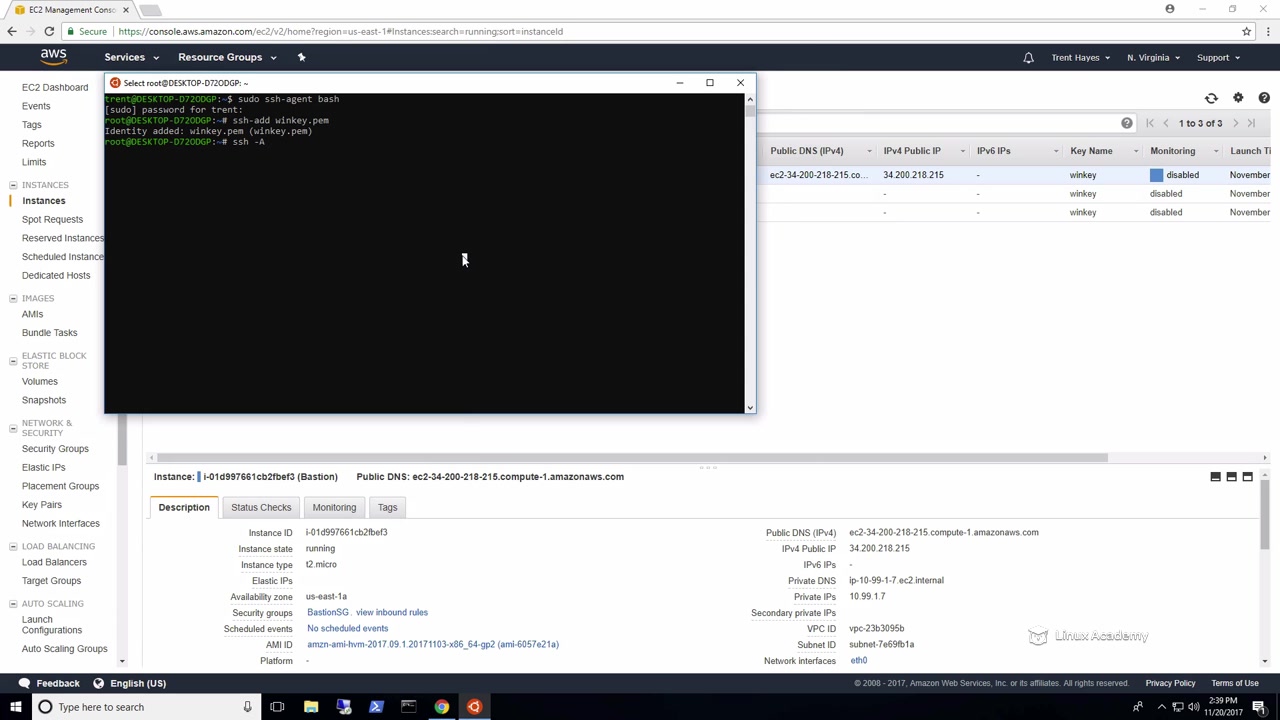 EC2 Management Conso
Secure
https://console.aws.amazon.com/ec2/v2/home?region=us-east-1#Instances:search=running;sort=instanceId
aws
Services
Resource Groups
Trent Hayes
N. Virginia
Support
EC2 Dashboard
Events
Tags
Reports
Limits
INSTANCES
Instances
Spot Requests
Reserved Instances
Scheduled Instance
Dedicated Hosts
IMAGES
AMIs
Bundle Tasks
ELASTIC BLOCK
STORE
Volumes
Snapshots
NETWORK &
SECURITY
Security Groups
Elastic IPs
Placement Groups
Key Pairs
Network Interfaces
LOAD BALANCING
Load Balancers
Target Groups
AUTO SCALING
Launch
Configurations
Auto Scaling Groups
Select root@DESKTOP-D72ODGP: ~
trent@DESKTOP-D72ODGP:~$ sudo ssh-agent bash
[sudo] password for trent:
root@DESKTOP-D72ODGP:~# ssh-add winkey.pem
Identity added: winkey.pem (winkey.pem)
root@DESKTOP-D72ODGP:~# ssh -A
1 to 3 of 3
Public DNS (IPv4)
IPv4 Public IP
IPv6 IPs
Key Name
Monitoring
Launch Ti
ec2-34-200-218-215.co...
34.200.218.215
-
winkey
disabled
November
-
-
winkey
disabled
November
-
-
winkey
disabled
November
Instance: i-01d997661cb2fbef3 (Bastion)
Public DNS: ec2-34-200-218-215.compute-1.amazonaws.com
Description
Status Checks
Monitoring
Tags
Instance ID
i-01d997661cb2fbef3
Instance state
running
Instance type
t2.micro
Elastic IPs
Availability zone
us-east-1a
Security groups
BastionSG . view inbound rules
Scheduled events
No scheduled events
AMI ID
amzn-ami-hvm-2017.09.1.20171103-x86_64-gp2 (ami-6057e21a)
Platform
-
Public DNS (IPv4)
ec2-34-200-218-215.compute-1.amazonaws.com
IPv4 Public IP
34.200.218.215
IPv6 IPs
-
Private DNS
ip-10-99-1-7.ec2.internal
Private IPs
10.99.1.7
Secondary private IPs
VPC ID
vpc-23b3095b
Subnet ID
subnet-7e69fb1a
Network interfaces
eth0
Linux Academy
Feedback
English (US)
© 2008 - 2017, Amazon Web Services, Inc. or its affiliates. All rights reserved.
Privacy Policy
Terms of Use
Type here to search
2:39 PM
11/20/2017